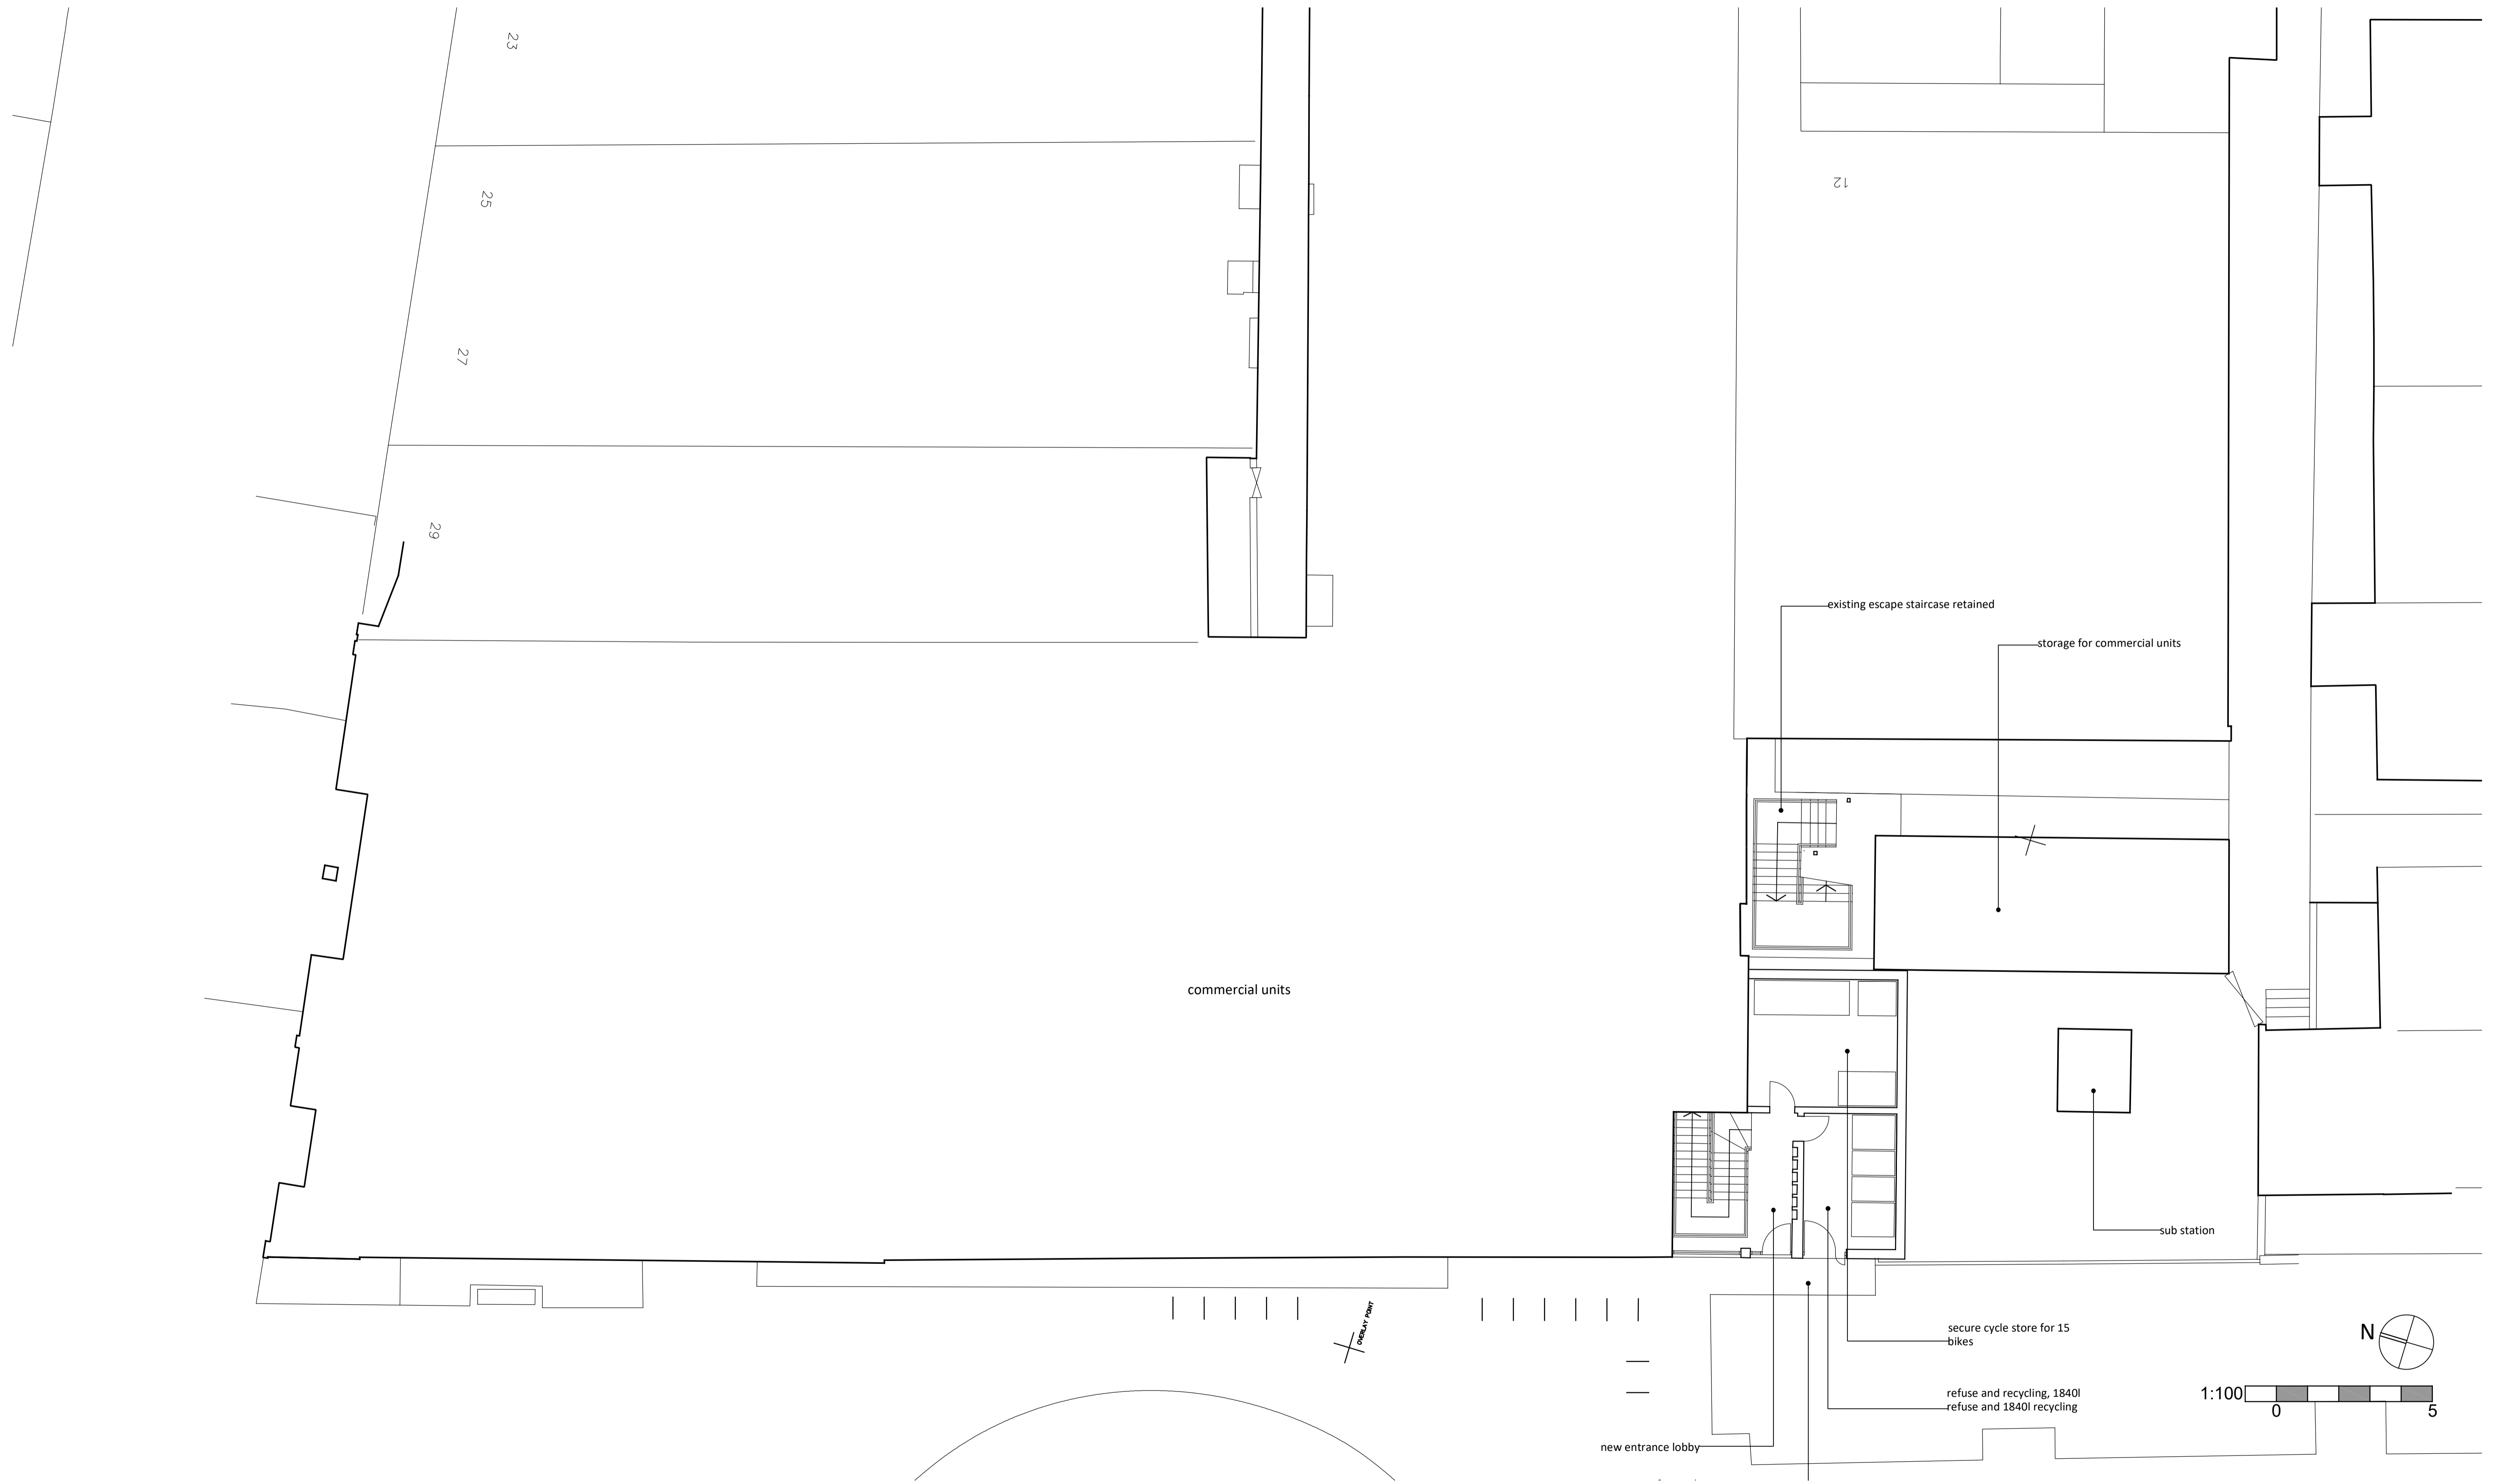 23
25
12
27
29
existing escape staircase retained
storage for commercial units
commercial units
sub station
OVERLAY POINT
secure cycle store for 15
bikes
N
1:100
0
5
refuse and recycling, 1840l
refuse and 1840l recycling
new entrance lobby